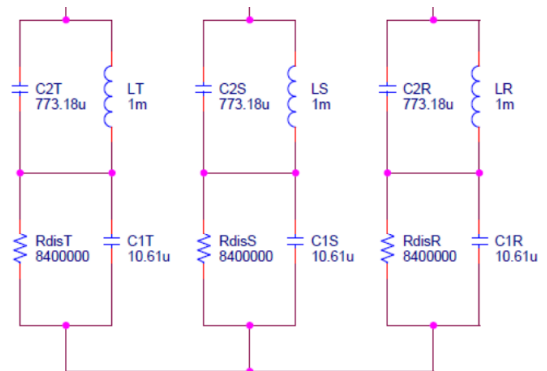 C2T
773.18u
LT
1m
C2S
773.18u
LS
1m
C2R
773.18u
LR
1m
RdisT
8400000
C1T
10.61u
RdisS
8400000
C1S
10.61u
RdisR
8400000
C1R
10.61u